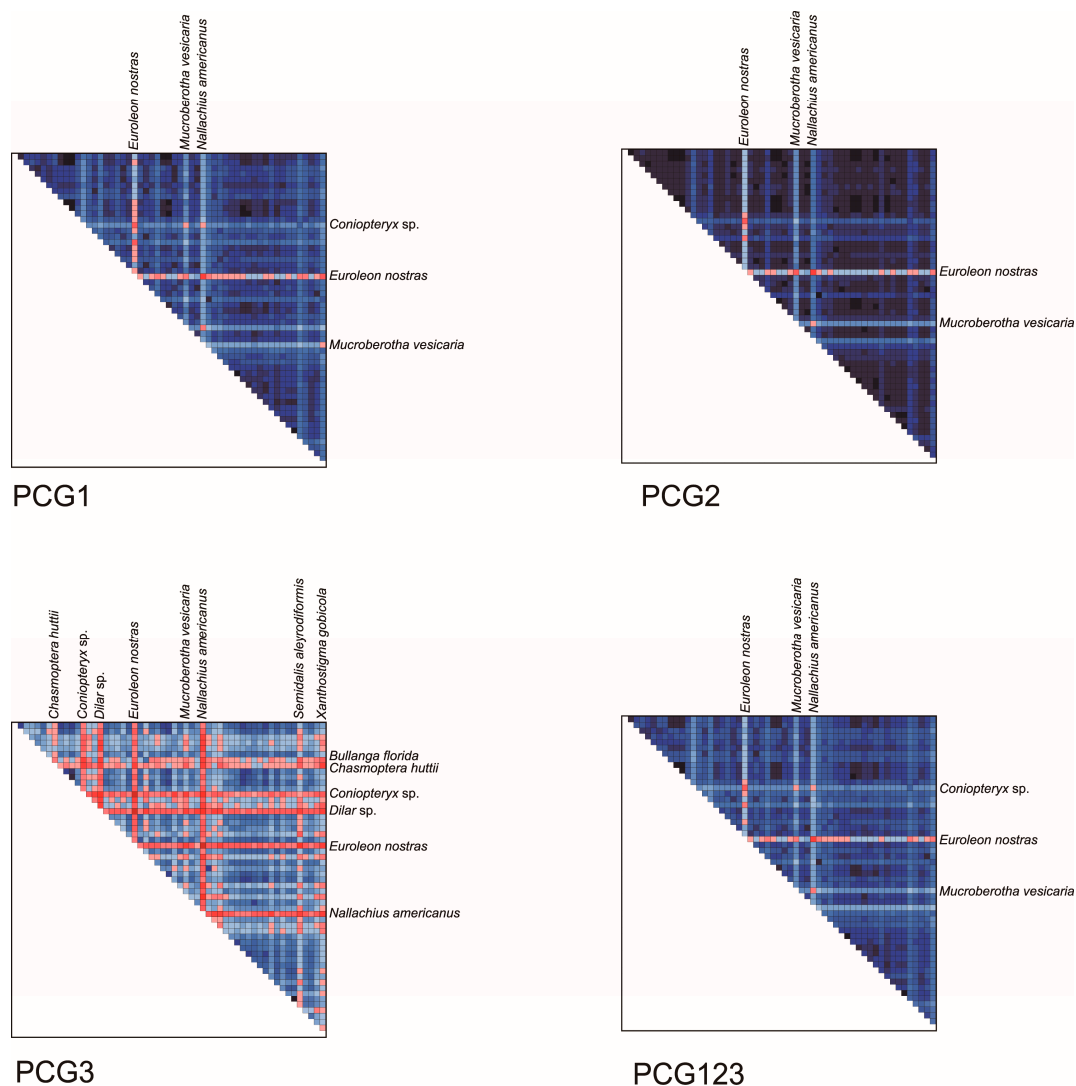 Euroleon nostras
Mucroberotha vesicaria
Nallachius americanus
Coniopteryx sp.
Euroleon nostras
Mucroberotha vesicaria
PCG1
Euroleon nostras
Mucroberotha vesicaria
Nallachius americanus
Euroleon nostras
Mucroberotha vesicaria
PCG2
Chasmoptera huttii
Coniopteryx sp.
Dilar sp.
Euroleon nostras
Mucroberotha vesicaria
Nallachius americanus
Semidalis aleyrodiformis
Xanthostigma gobicola
Bullanga florida
Chasmoptera huttii
Coniopteryx sp.
Dilar sp.
Euroleon nostras
Nallachius americanus
PCG3
Euroleon nostras
Mucroberotha vesicaria
Nallachius americanus
Coniopteryx sp.
Euroleon nostras
Mucroberotha vesicaria
PCG123